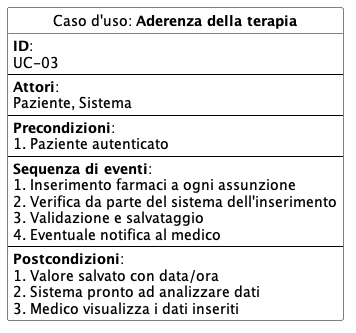 Caso d'uso: Aderenza della terapia
ID:
UC-03
Attori:
Paziente, Sistema
Precondizioni:
1. Paziente autenticato
Sequenza di eventi:
1. Inserimento farmaci a ogni assunzione
2. Verifica da parte del sistema dell'inserimento
3. Validazione e salvataggio
4. Eventuale notifica al medico
Postcondizioni:
1. Valore salvato con data/ora
2. Sistema pronto ad analizzare dati
3. Medico visualizza i dati inseriti